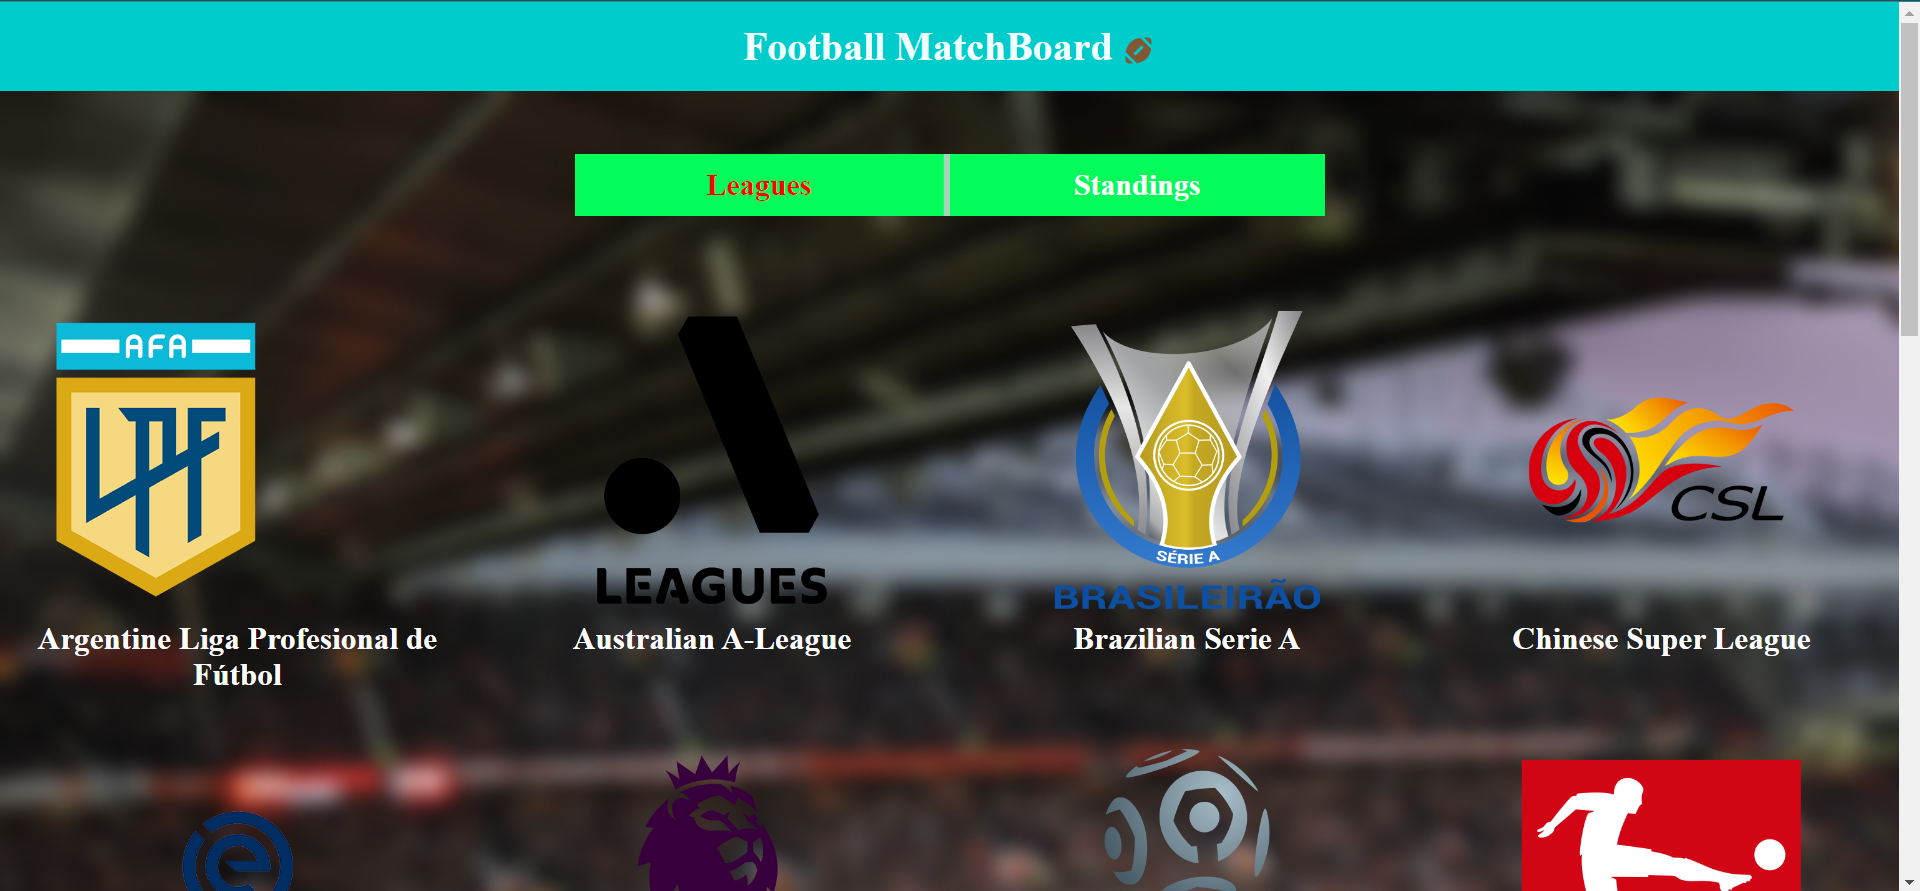 Football MatchBoard
Leagues
Standings
AFA
LPF
LEAGUES
SÉRIE A
BRASILEIRÃO
CSL
Argentine Liga Profesional de
Fútbol
Australian A-League
Brazilian Serie A
Chinese Super League